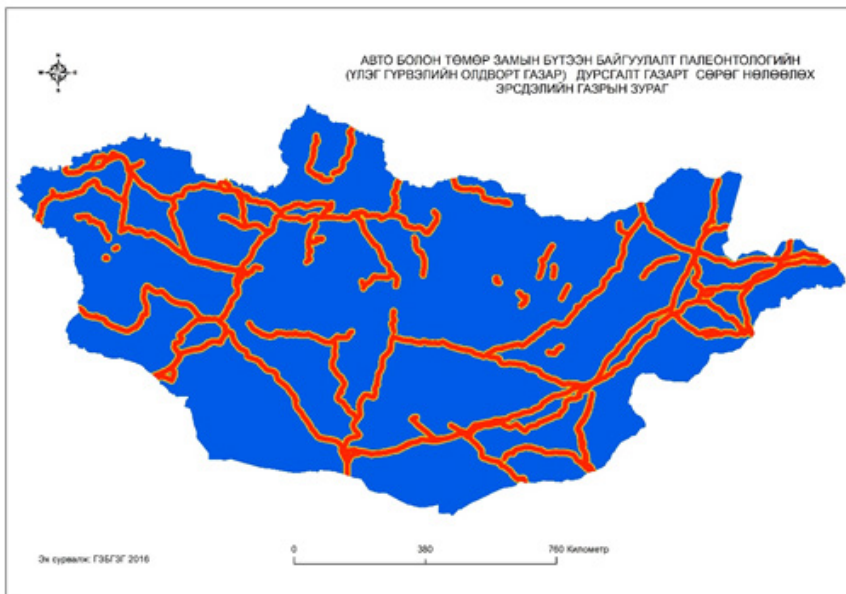 АВТО БОЛОН ТӨМӨР ЗАМЫН БҮТЭЭН БАЙГУУЛАЛТ ПАЛЕОНТОЛОГИЙН
(ҮЛЭГ ГҮРВЭЛИЙН ОЛДВОРТ ГАЗАР) ДУРСГАЛТ ГАЗАРТ СӨРӨГ НӨЛӨӨЛӨХ
ЭРСДЭЛИЙН ГАЗРЫН ЗУРАГ
Эх сурвалж: ГЗБГЗГ 2016
0 380 760 Километр